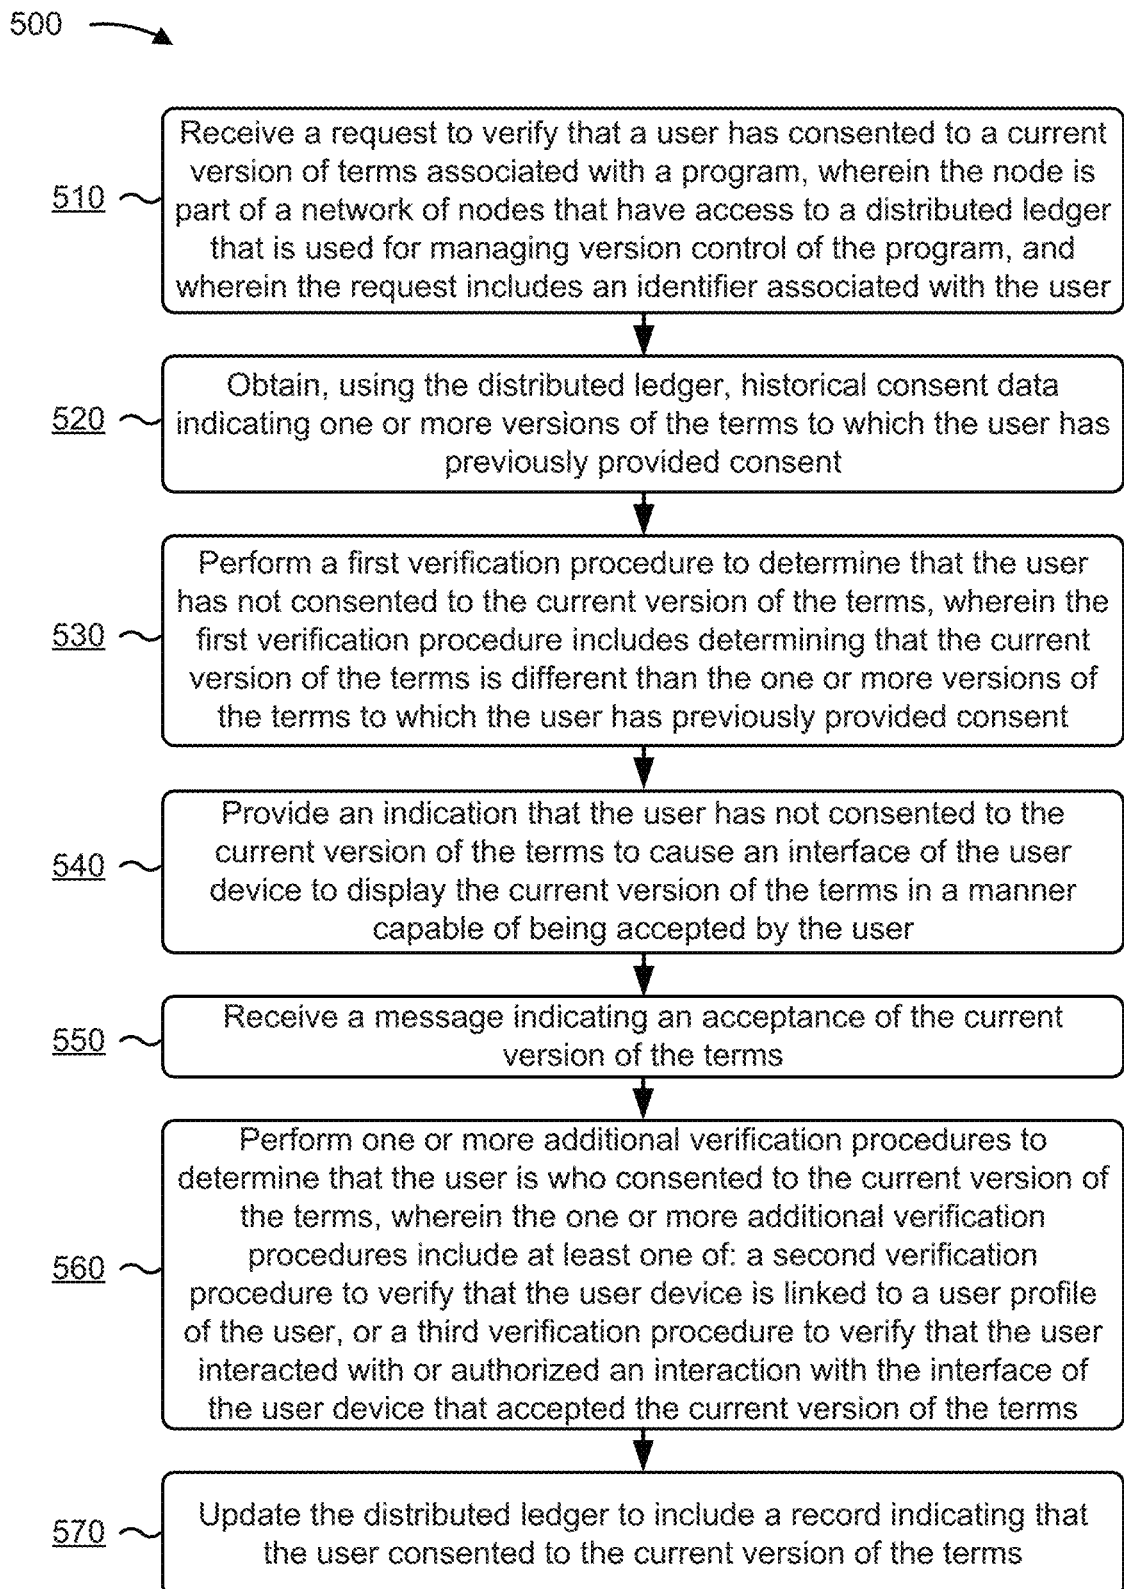 500
510
Receive a request to verify that a user has consented to a current
version of terms associated with a program, wherein the node is
part of a network of nodes that have access to a distributed ledger
that is used for managing version control of the program, and
wherein the request includes an identifier associated with the user
520
Obtain, using the distributed ledger, historical consent data
indicating one or more versions of the terms to which the user has
previously provided consent
530
Perform a first verification procedure to determine that the user
has not consented to the current version of the terms, wherein the
first verification procedure includes determining that the current
version of the terms is different than the one or more versions of
the terms to which the user has previously provided consent
540
Provide an indication that the user has not consented to the
current version of the terms to cause an interface of the user
device to display the current version of the terms in a manner
capable of being accepted by the user
550
Receive a message indicating an acceptance of the current
version of the terms
560
Perform one or more additional verification procedures to
determine that the user is who consented to the current version of
the terms, wherein the one or more additional verification
procedures include at least one of: a second verification
procedure to verify that the user device is linked to a user profile
of the user, or a third verification procedure to verify that the user
interacted with or authorized an interaction with the interface of
the user device that accepted the current version of the terms
570
Update the distributed ledger to include a record indicating that
the user consented to the current version of the terms